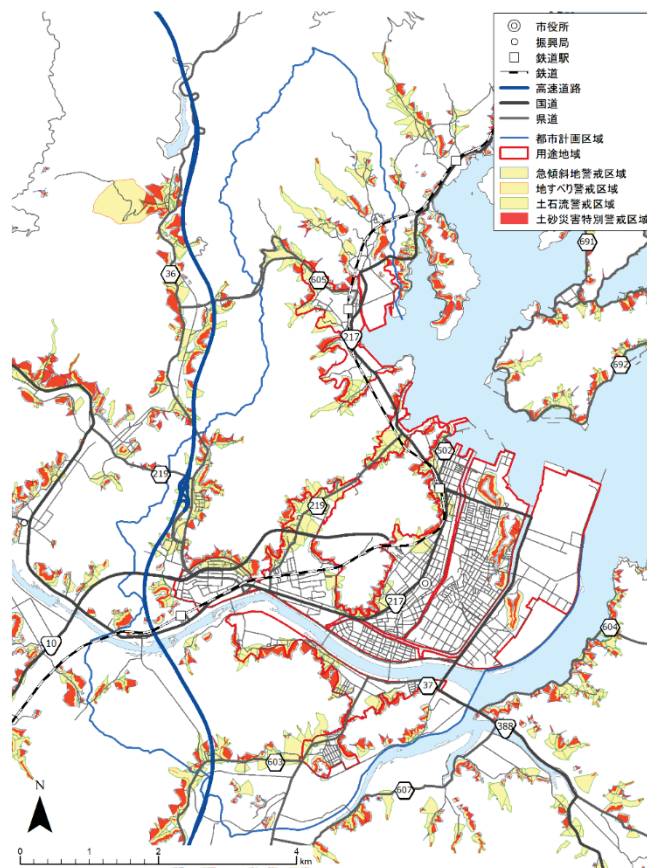 市役所
振興局
鉄道駅
鉄道
高速道路
国道
県道
都市計画区域
用途地域
急傾斜地警戒区域
地すべり警戒区域
土石流警戒区域
土砂災害特別警戒区域
691
36
605
217
692
502
219
219
217
10
604
37
388
603
607
N
0 1 2 4
km